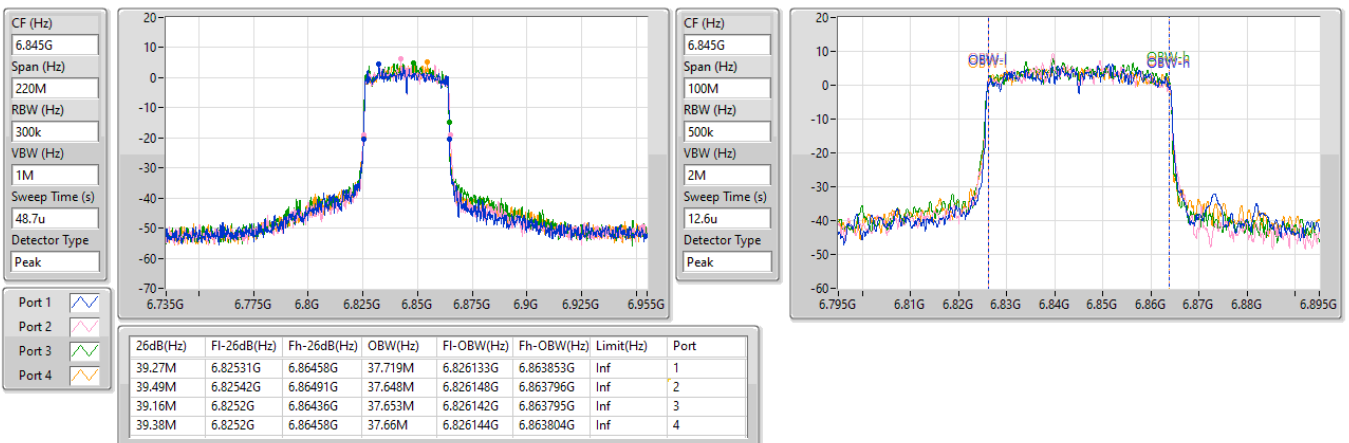 CF (Hz)
6.845G
Span (Hz)
220M
RBW (Hz)
300k
VBW (Hz)
1M
Sweep Time (s)
48.7u
Detector Type
Peak
20
10
0
-10
-20
-30
-40
-50
-60
-70
6.735G 6.775G 6.8G 6.825G 6.85G 6.875G 6.9G 6.925G 6.955G
CF (Hz)
6.845G
Span (Hz)
100M
RBW (Hz)
500k
VBW (Hz)
2M
Sweep Time (s)
12.6u
Detector Type
Peak
20
10
0
-10
-20
-30
-40
-50
-60
OBW-l OBW-h
6.795G 6.81G 6.82G 6.83G 6.84G 6.85G 6.86G 6.87G 6.88G 6.895G
Port 1
Port 2
Port 3
Port 4
26dB(Hz) Fl-26dB(Hz) Fh-26dB(Hz) OBW(Hz) Fl-OBW(Hz) Fh-OBW(Hz) Limit(Hz) Port
39.27M 6.82531G 6.86458G 37.719M 6.826133G 6.863853G Inf 1
39.49M 6.82542G 6.86491G 37.648M 6.826148G 6.863796G Inf 2
39.16M 6.8252G 6.86436G 37.653M 6.826142G 6.863795G Inf 3
39.38M 6.8252G 6.86458G 37.66M 6.826144G 6.863804G Inf 4